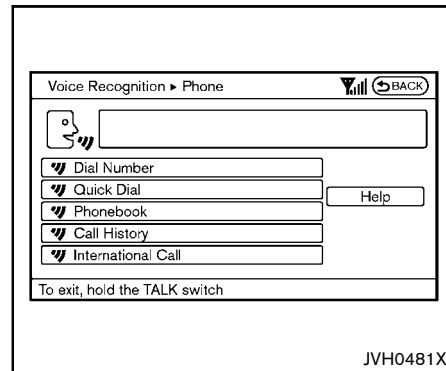 Voice Recognition ▸ Phone BACK
Dial Number
Quick Dial
Help
Phonebook
Call History
International Call
To exit, hold the TALK switch
JVH0481X